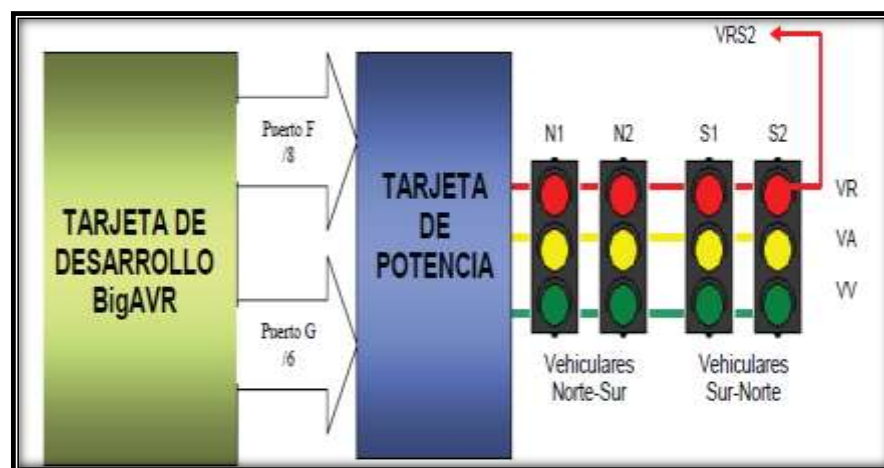 VRS2
N1
N2
S1
S2
Puerto F
/8
TARJETA DE
DESARROLLO
BigAVR
TARJETA
DE
POTENCIA
VR
VA
VV
Puerto G
/6
Vehiculares
Norte-Sur
Vehiculares
Sur-Norte